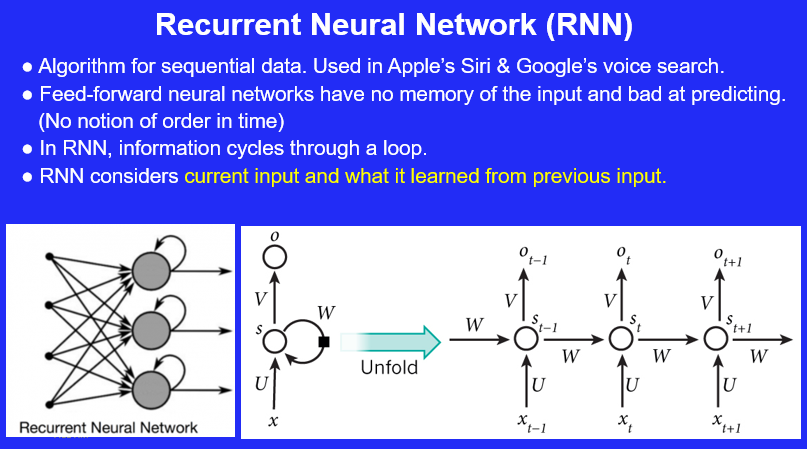 Recurrent Neural Network (RNN)
● Algorithm for sequential data. Used in Apple's Siri & Google's voice search.
● Feed-forward neural networks have no memory of the input and bad at predicting.
(No notion of order in time)
● In RNN, information cycles through a loop.
● RNN considers current input and what it learned from previous input.
Recurrent Neural Network
o
V
s
W
U
x
Unfold
o t-1 o t o t+1
V V V
W s t-1 s t s t+1
W W W
U U U
x t-1 x t x t+1